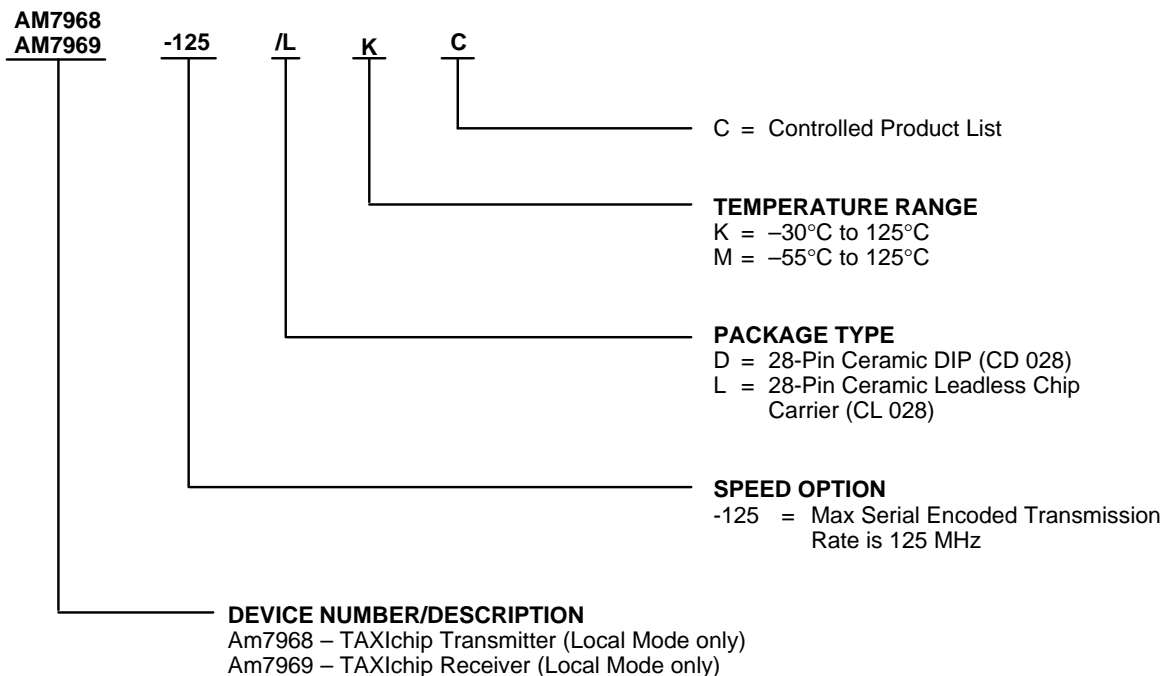 AM7968
AM7969 -125 /L K C
C = Controlled Product List
TEMPERATURE RANGE
K = –30°C to 125°C
M = –55°C to 125°C
PACKAGE TYPE
D = 28-Pin Ceramic DIP (CD 028)
L = 28-Pin Ceramic Leadless Chip
Carrier (CL 028)
SPEED OPTION
-125 = Max Serial Encoded Transmission
Rate is 125 MHz
DEVICE NUMBER/DESCRIPTION
Am7968 – TAXIchip Transmitter (Local Mode only)
Am7969 – TAXIchip Receiver (Local Mode only)